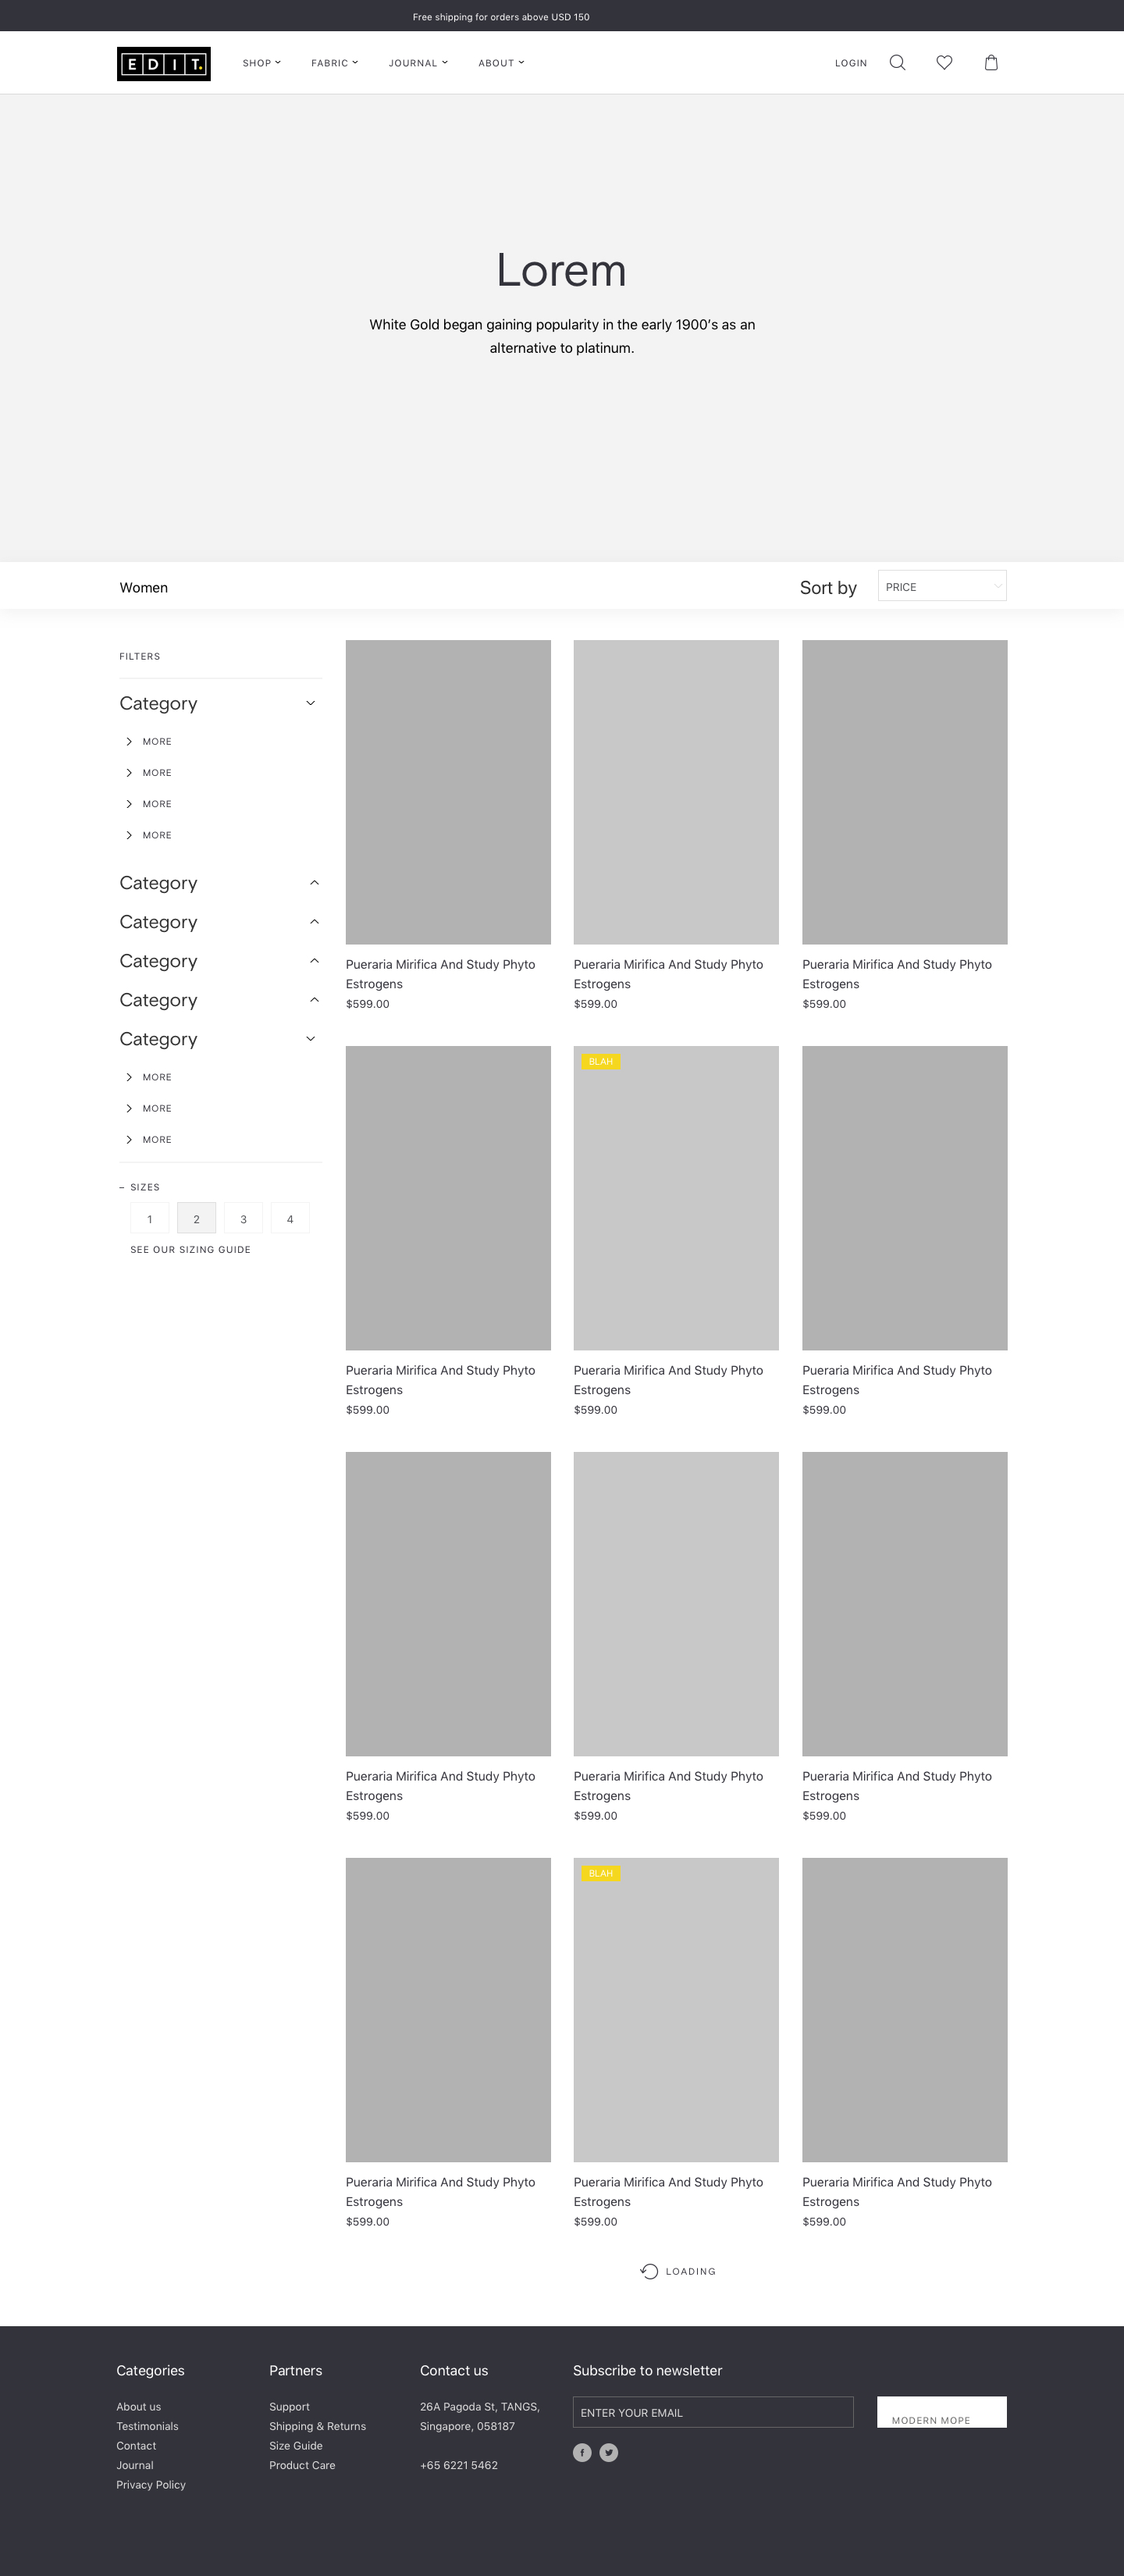 Free shipping for orders above USD 150
EDIT.
SHOP
FABRIC
JOURNAL
ABOUT
LOGIN
Lorem
White Gold began gaining popularity in the early 1900's as an
alternative to platinum.
Women
Sort by
PRICE
FILTERS
Category
MORE
MORE
MORE
MORE
Category
Category
Category
Category
Category
MORE
MORE
MORE
– SIZES
1
2
3
4
SEE OUR SIZING GUIDE
Pueraria Mirifica And Study Phyto
Estrogens
$599.00
Pueraria Mirifica And Study Phyto
Estrogens
$599.00
Pueraria Mirifica And Study Phyto
Estrogens
$599.00
BLAH
Pueraria Mirifica And Study Phyto
Estrogens
$599.00
Pueraria Mirifica And Study Phyto
Estrogens
$599.00
Pueraria Mirifica And Study Phyto
Estrogens
$599.00
Pueraria Mirifica And Study Phyto
Estrogens
$599.00
Pueraria Mirifica And Study Phyto
Estrogens
$599.00
Pueraria Mirifica And Study Phyto
Estrogens
$599.00
BLAH
Pueraria Mirifica And Study Phyto
Estrogens
$599.00
Pueraria Mirifica And Study Phyto
Estrogens
$599.00
Pueraria Mirifica And Study Phyto
Estrogens
$599.00
LOADING
Categories
About us
Testimonials
Contact
Journal
Privacy Policy
Partners
Support
Shipping & Returns
Size Guide
Product Care
Contact us
26A Pagoda St, TANGS,
Singapore, 058187
+65 6221 5462
Subscribe to newsletter
ENTER YOUR EMAIL
MODERN MOPE